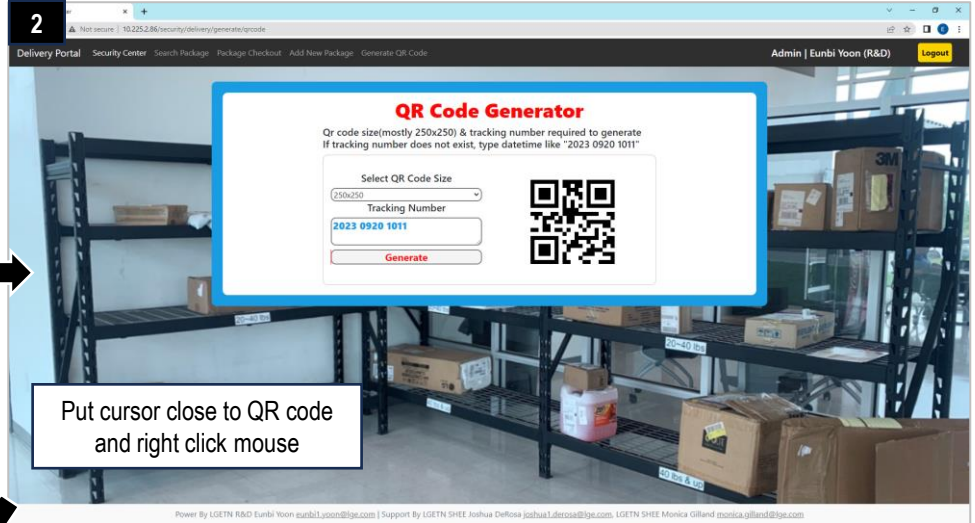 2
Not secure | 10.225.2.86/security/delivery/generate/qrcode
Delivery Portal Security Center Search Package Package Checkout Add New Package Generate QR Code Admin | Eunbi Yoon (R&D) Logout
QR Code Generator
Qr code size(mostly 250x250) & tracking number required to generate
If tracking number does not exist, type datetime like "2023 0920 1011"
Select QR Code Size
250x250
Tracking Number
2023 0920 1011
Generate
3M
20~40 lbs
20~40 lbs
40 lbs & up
Put cursor close to QR code
and right click mouse
Power By LGETN R&D Eunbi Yoon eunbi1.yoon@lge.com | Support By LGETN SHEE Joshua DeRosa joshua1.derosa@lge.com, LGETN SHEE Monica Gilland monica.gilland@lge.com